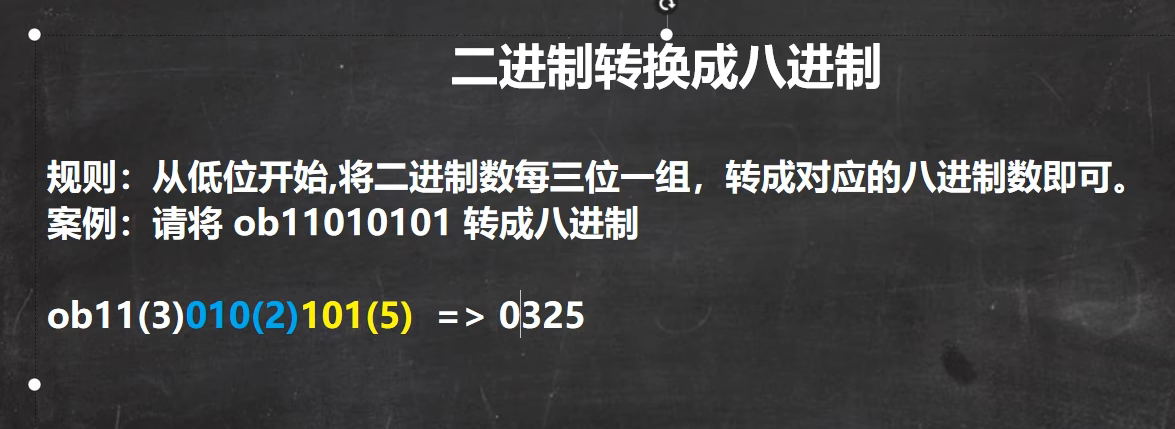 二进制转换成八进制
规则：从低位开始,将二进制数每三位一组，转成对应的八进制数即可。
案例：请将 ob11010101 转成八进制
ob11(3)010(2)101(5) => 0325